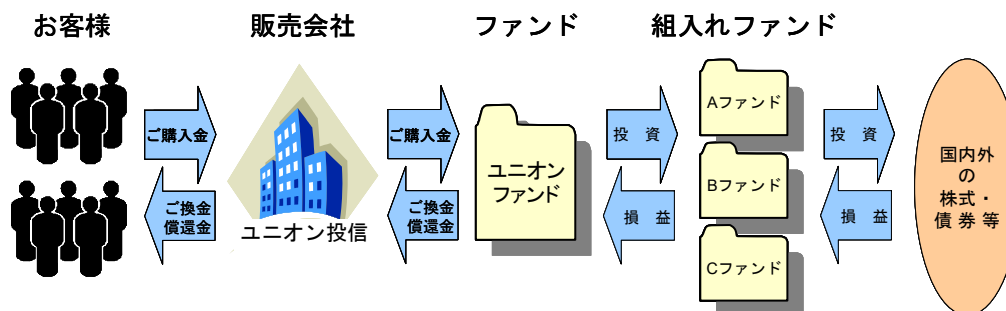 お客様
販売会社
ファンド
組入れファンド
ご購入金
ご換金
償還金
ユニオン投信
ご購入金
ご換金
償還金
ユニオン
ファンド
投　資
損　益
Aファンド
Bファンド
Cファンド
投　資
損　益
国内外
の
株式・
債券等